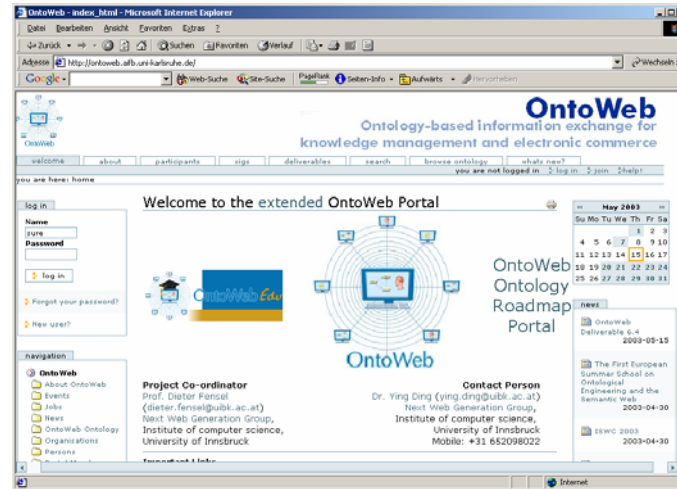 OntoWeb - index_html - Microsoft Internet Explorer
Datei Bearbeiten Ansicht Favoriten Extras ?
Zurück Suchen Favoriten Verlauf
Adresse http://ontoweb.aifb.uni-karlsruhe.de/ Wechseln
Google Web-Suche Site-Suche PageRank Seiten-Info Aufwärts Hervorheben
OntoWeb
OntoWeb
Ontology-based information exchange for
knowledge management and electronic commerce
welcome about participants sigs deliverables search browse ontology whats new?
you are not logged in log in join help!
you are here: home
log in
Name
sure
Password
log in
Forgot your password?
New user?
navigation
OntoWeb
About OntoWeb
Events
Jobs
News
OntoWeb Ontology
Organisations
Persons
Welcome to the extended OntoWeb Portal
OntoWeb Edu
OntoWeb
OntoWeb
Ontology
Roadmap
Portal
Project Co-ordinator
Prof. Dieter Fensel
(dieter.fensel@uibk.ac.at)
Next Web Generation Group,
Institute of computer science,
University of Innsbruck
Contact Person
Dr. Ying Ding (ying.ding@uibk.ac.at)
Next Web Generation Group,
Institute of computer science,
University of Innsbruck
Mobile: +31 652098022
Important Links
« May 2003 »
Su Mo Tu We Th Fr Sa
1 2 3
4 5 6 7 8 9 10
11 12 13 14 15 16 17
18 19 20 21 22 23 24
25 26 27 28 29 30 31
news
OntoWeb
Deliverable 6.4
2003-05-15
The First European
Summer School on
Ontological
Engineering and the
Semantic Web
2003-04-30
ISWC 2003
2003-04-30
Internet